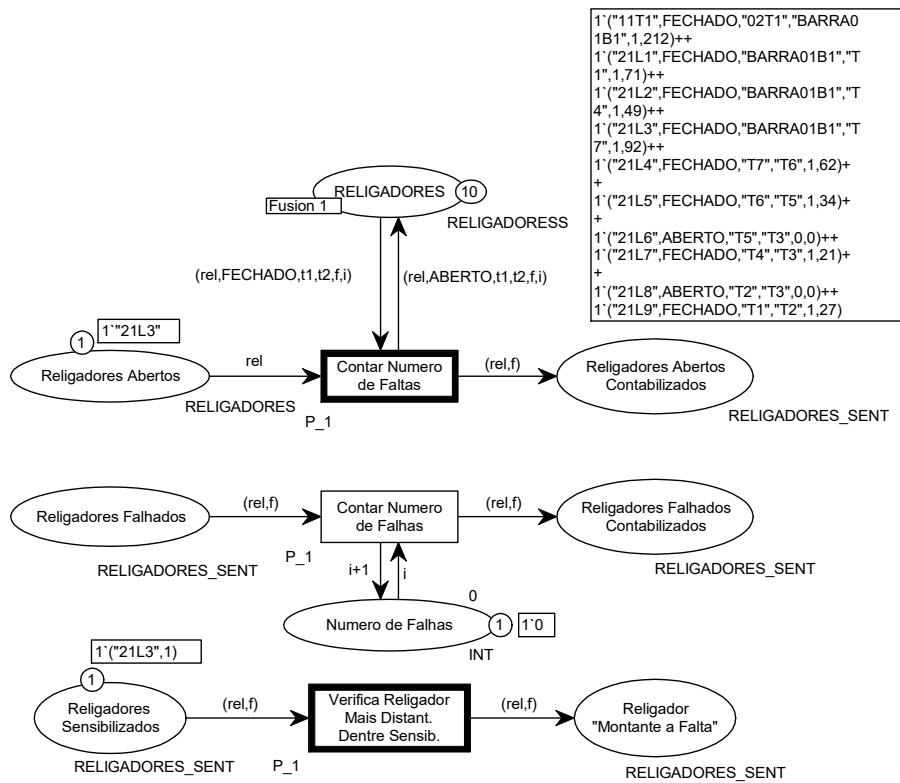 1`("11T1",FECHADO,"02T1","BARRA0
1B1",1,212)++
1`("21L1",FECHADO,"BARRA01B1","T
1",1,71)++
1`("21L2",FECHADO,"BARRA01B1","T
4",1,49)++
1`("21L3",FECHADO,"BARRA01B1","T
7",1,92)++
1`("21L4",FECHADO,"T7","T6",1,62)+
+
1`("21L5",FECHADO,"T6","T5",1,34)+
+
1`("21L6",ABERTO,"T5","T3",0,0)++
1`("21L7",FECHADO,"T4","T3",1,21)+
+
1`("21L8",ABERTO,"T2","T3",0,0)++
1`("21L9",FECHADO,"T1","T2",1,27)
RELIGADORES
10
Fusion 1
RELIGADORESS
(rel,FECHADO,t1,t2,f,i)
(rel,ABERTO,t1,t2,f,i)
1`"21L3"
1
Religadores Abertos
rel
Contar Numero
de Faltas
(rel,f)
Religadores Abertos
Contabilizados
RELIGADORES
P_1
RELIGADORES_SENT
Religadores Falhados
(rel,f)
Contar Numero
de Falhas
(rel,f)
Religadores Falhados
Contabilizados
RELIGADORES_SENT
P_1
RELIGADORES_SENT
i+1
i
0
Numero de Falhas
1
1`0
INT
1`("21L3",1)
1
Religadores
Sensibilizados
(rel,f)
Verifica Religador
Mais Distant.
Dentre Sensib.
(rel,f)
Religador
"Montante a Falta"
RELIGADORES_SENT
P_1
RELIGADORES_SENT